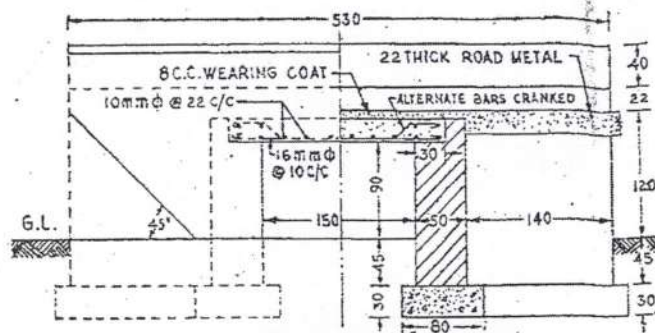 530
22 THICK ROAD METAL
8 C.C. WEARING COAT
40
10mmφ @ 22 C/C
ALTERNATE BARS CRANKED
22
16mmφ
@ 10 C/C
30
90
120
150
50
140
45°
G.L.
45
45
30
30
80